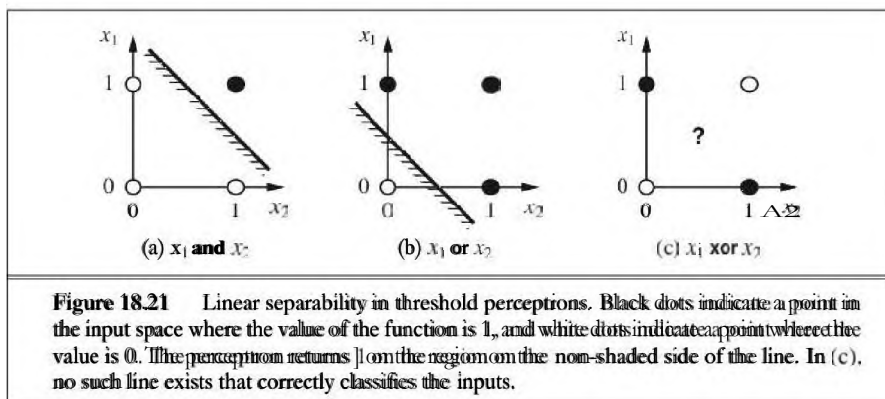 x₁ x₁ x₁
1 1 1
?
0 0 0
0 1 x₂ 0 1 x₂ 0 1
(a) x₁ and x₂ (b) x₁ or x₂ (c) x₁ xor x₂
Figure 18.21 Linear separability in threshold perceptions. Black dots indicate a point in
the input space where the value of the function is 1, and white dots indicate a point where the
value is 0. The perceptron returns 1 on the region on the non-shaded side of the line. In (c),
no such line exists that correctly classifies the inputs.